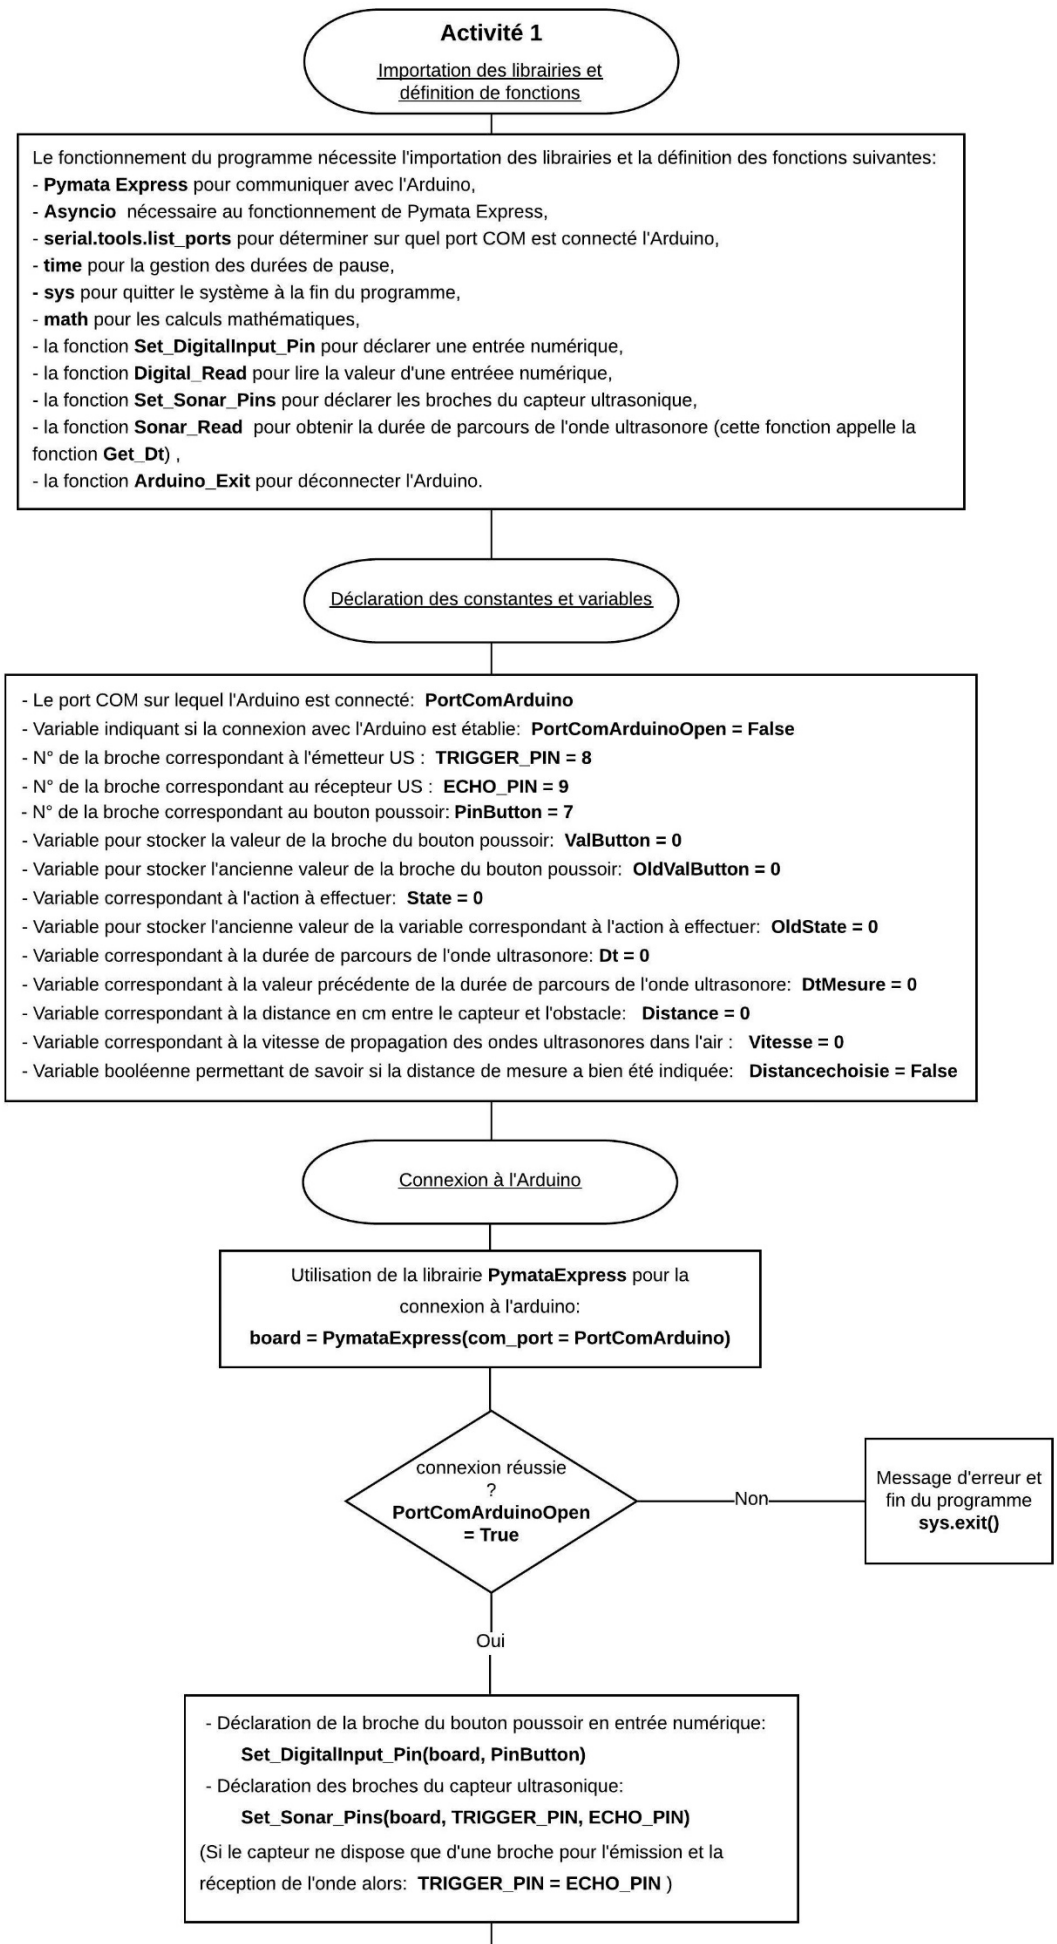 Activité 1
Importation des librairies et
définition de fonctions
Le fonctionnement du programme nécessite l'importation des librairies et la définition des fonctions suivantes:
- Pymata Express pour communiquer avec l'Arduino,
- Asyncio nécessaire au fonctionnement de Pymata Express,
- serial.tools.list_ports pour déterminer sur quel port COM est connecté l'Arduino,
- time pour la gestion des durées de pause,
- sys pour quitter le système à la fin du programme,
- math pour les calculs mathématiques,
- la fonction Set_DigitalInput_Pin pour déclarer une entrée numérique,
- la fonction Digital_Read pour lire la valeur d'une entréee numérique,
- la fonction Set_Sonar_Pins pour déclarer les broches du capteur ultrasonique,
- la fonction Sonar_Read pour obtenir la durée de parcours de l'onde ultrasonore (cette fonction appelle la
fonction Get_Dt) ,
- la fonction Arduino_Exit pour déconnecter l'Arduino.
Déclaration des constantes et variables
- Le port COM sur lequel l'Arduino est connecté: PortComArduino
- Variable indiquant si la connexion avec l'Arduino est établie: PortComArduinoOpen = False
- N° de la broche correspondant à l'émetteur US : TRIGGER_PIN = 8
- N° de la broche correspondant au récepteur US : ECHO_PIN = 9
- N° de la broche correspondant au bouton poussoir: PinButton = 7
- Variable pour stocker la valeur de la broche du bouton poussoir: ValButton = 0
- Variable pour stocker l'ancienne valeur de la broche du bouton poussoir: OldValButton = 0
- Variable correspondant à l'action à effectuer: State = 0
- Variable pour stocker l'ancienne valeur de la variable correspondant à l'action à effectuer: OldState = 0
- Variable correspondant à la durée de parcours de l'onde ultrasonore: Dt = 0
- Variable correspondant à la valeur précédente de la durée de parcours de l'onde ultrasonore: DtMesure = 0
- Variable correspondant à la distance en cm entre le capteur et l'obstacle: Distance = 0
- Variable correspondant à la vitesse de propagation des ondes ultrasonores dans l'air : Vitesse = 0
- Variable booléenne permettant de savoir si la distance de mesure a bien été indiquée: Distancechoisie = False
Connexion à l'Arduino
Utilisation de la librairie PymataExpress pour la
connexion à l'arduino:
board = PymataExpress(com_port = PortComArduino)
connexion réussie
?
PortComArduinoOpen
= True
Non
Message d'erreur et
fin du programme
sys.exit()
Oui
- Déclaration de la broche du bouton poussoir en entrée numérique:
Set_DigitalInput_Pin(board, PinButton)
- Déclaration des broches du capteur ultrasonique:
Set_Sonar_Pins(board, TRIGGER_PIN, ECHO_PIN)
(Si le capteur ne dispose que d'une broche pour l'émission et la
réception de l'onde alors: TRIGGER_PIN = ECHO_PIN )